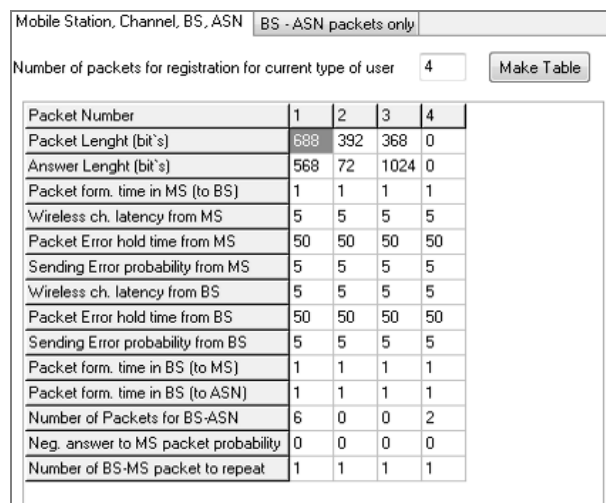 Mobile Station, Channel, BS, ASN BS - ASN packets only
Number of packets for registration for current type of user 4 Make Table
Packet Number 1 2 3 4
Packet Lenght (bit`s) 688 392 368 0
Answer Lenght (bit`s) 568 72 1024 0
Packet form. time in MS (to BS) 1 1 1 1
Wireless ch. latency from MS 5 5 5 5
Packet Error hold time from MS 50 50 50 50
Sending Error probability from MS 5 5 5 5
Wireless ch. latency from BS 5 5 5 5
Packet Error hold time from BS 50 50 50 50
Sending Error probability from BS 5 5 5 5
Packet form. time in BS (to MS) 1 1 1 1
Packet form. time in BS (to ASN) 1 1 1 1
Number of Packets for BS-ASN 6 0 0 2
Neg. answer to MS packet probability 0 0 0 0
Number of BS-MS packet to repeat 1 1 1 1